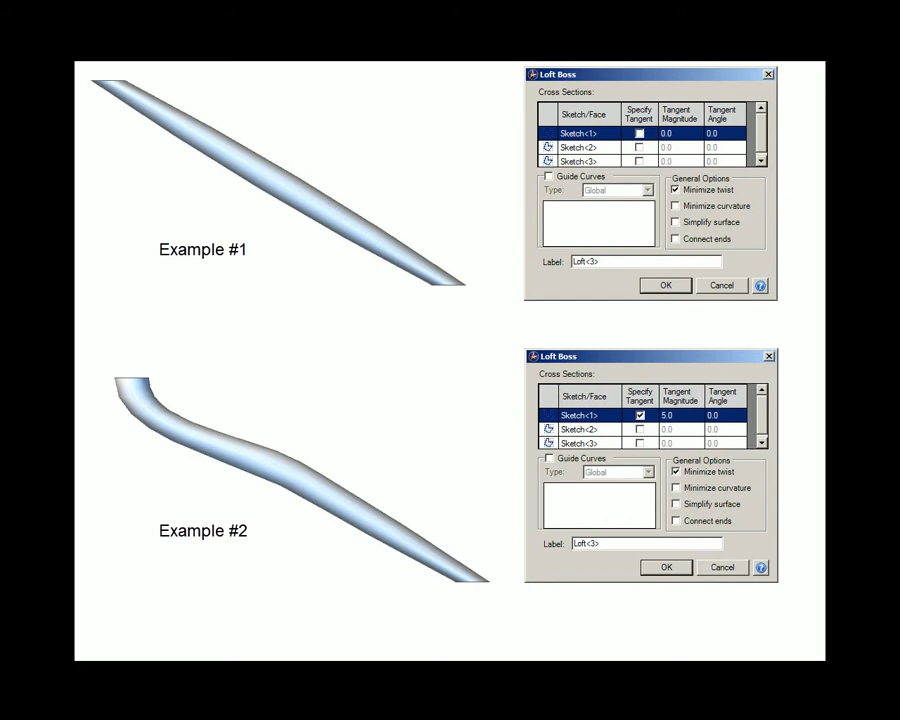 Loft Boss
Cross Sections:
Sketch/Face Specify Tangent Tangent Magnitude Tangent Angle
Sketch<1> 0.0 0.0
Sketch<2> 0.0 0.0
Sketch<3> 0.0 0.0
Guide Curves
Type: Global
General Options
Minimize twist
Minimize curvature
Simplify surface
Connect ends
Label: Loft<3>
OK Cancel ?
Example #1
Loft Boss
Cross Sections:
Sketch/Face Specify Tangent Tangent Magnitude Tangent Angle
Sketch<1> 5.0 0.0
Sketch<2> 0.0 0.0
Sketch<3> 0.0 0.0
Guide Curves
Type: Global
General Options
Minimize twist
Minimize curvature
Simplify surface
Connect ends
Label: Loft<3>
OK Cancel ?
Example #2